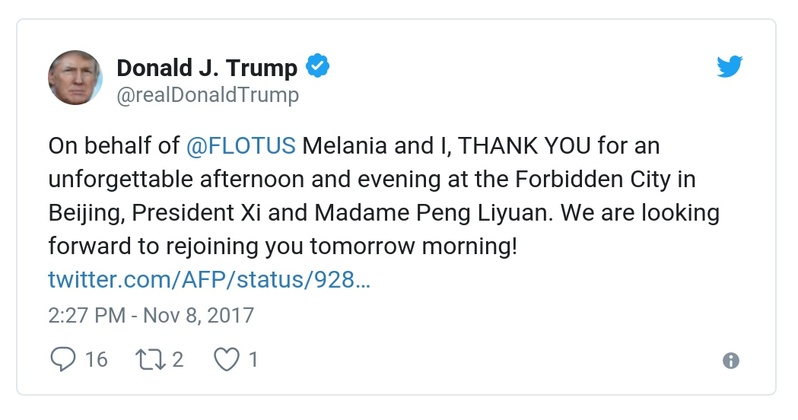 Donald J. Trump
@realDonaldTrump
On behalf of @FLOTUS Melania and I, THANK YOU for an
unforgettable afternoon and evening at the Forbidden City in
Beijing, President Xi and Madame Peng Liyuan. We are looking
forward to rejoining you tomorrow morning!
twitter.com/AFP/status/928…
2:27 PM - Nov 8, 2017
16 2 1